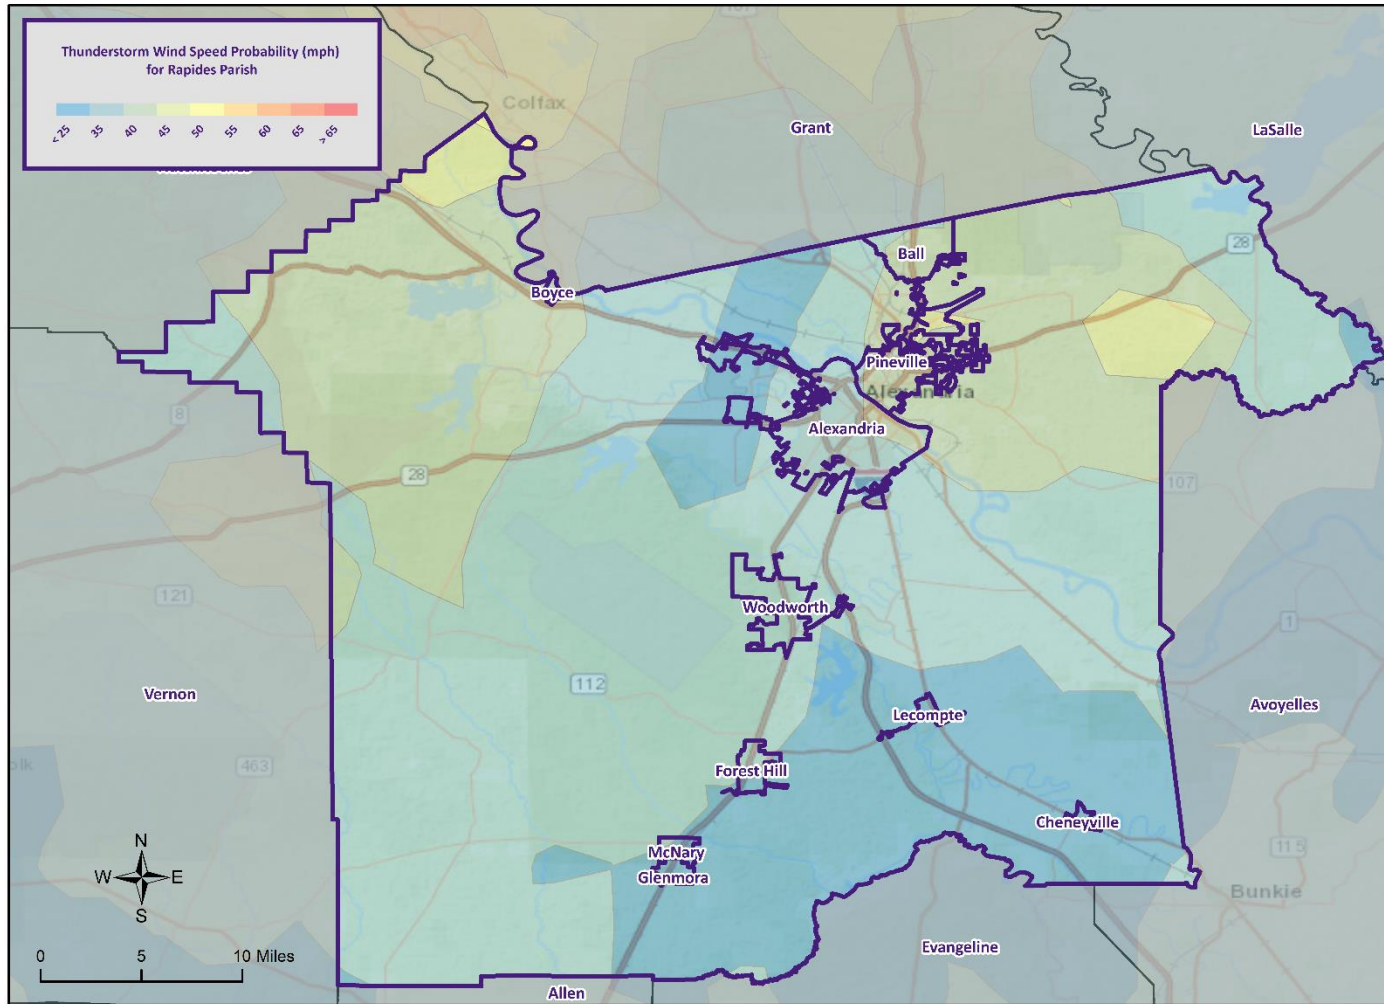 Thunderstorm Wind Speed Probability (mph)
for Rapides Parish
< 25 35 40 45 50 55 60 65 > 65
Colfax
Grant
LaSalle
28
Ball
Boyce
Pineville
Alexandria
Alexandria
8
28
107
121
Woodworth
1
112
Vernon
Avoyelles
Lecompte
463
Forest Hill
Cheneyville
115
McNary
Glenmora
Bunkie
N
W E
S
Evangeline
0 5 10 Miles
Allen